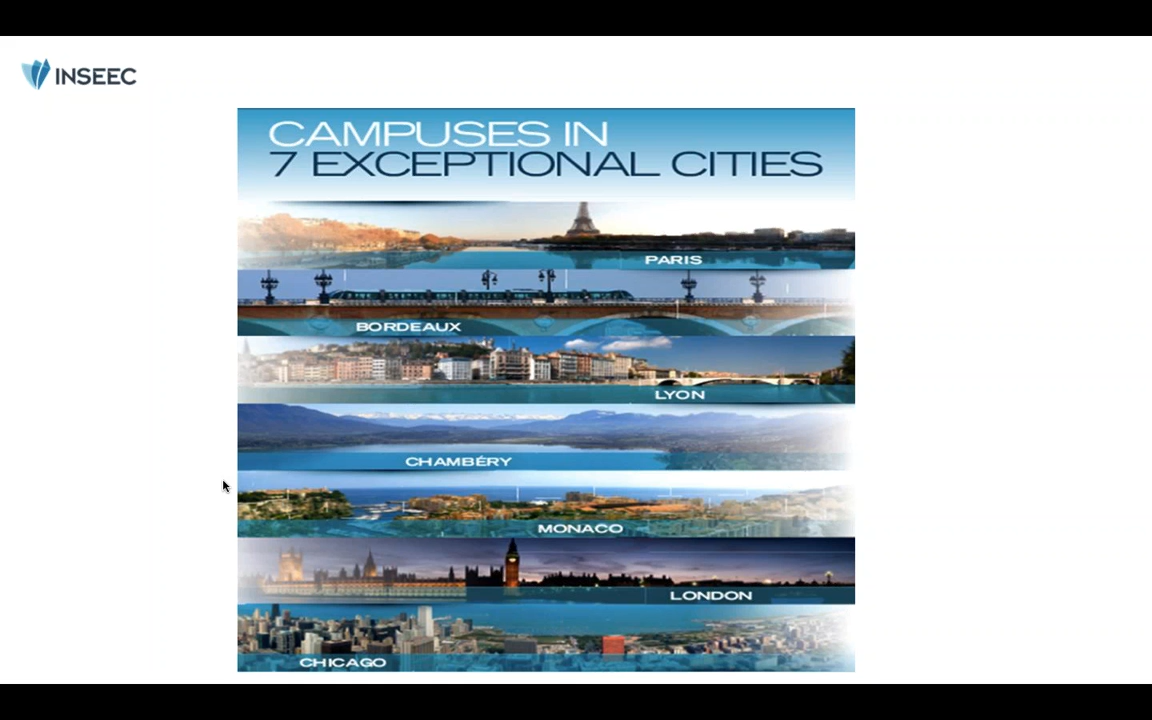 INSEEC
CAMPUSES IN
7 EXCEPTIONAL CITIES
PARIS
BORDEAUX
LYON
CHAMBÉRY
MONACO
LONDON
CHICAGO